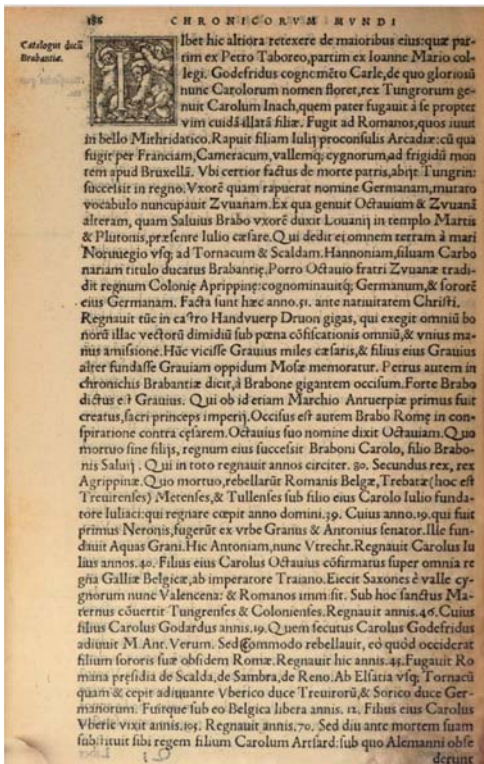 186 CHRONICORVM MVNDI
Catalogus ducũ
Brabantiæ.
LIbet hic altiora retexere de maioribus eius: quæ par-
tim ex Petro Taboreo, partim ex Ioanne Mario col-
legi. Godefridus cognomẽto Carle, de quo gloriosũ
nunc Carolorum nomen floret, rex Tungrorum ge-
nuit Carolum Inach, quem pater fugauit à se propter
vim cuidã illatã filiæ. Fugit ad Romanos, quos iuuit
in bello Mithridatico. Rapuit filiam Iulij proconsulis Arcadiæ: cũ qua
fugit per Franciam, Cameracum, vallemq; cygnorum, ad frigidũ mon
tem apud Bruxellã. Vbi certior factus de morte patris, abijt Tungrim:
successit in regno. Vxorẽ quam rapuerat nomine Germanam, mutato
vocabulo nuncupauit Zvuanam. Ex qua genuit Octauium & Zvuanã
alteram, quam Saluius Brabo vxorẽ duxit Louanij in templo Martis
& Plutonis, præsente Iulio cæsare. Qui dedit ei omnem terram à mari
Noruuegio vsq; ad Tornacum & Scaldam. Hannoniam, siluam Carbo
nariam titulo ducatus Brabantię, Porro Octauio fratri Zvuanæ tradi-
dit regnum Colonię Aprippinę: cognominauitq; Germanum, & sororẽ
eius Germanam. Facta sunt hæc anno. 51. ante natiuitatem Christi.
Regnauit tũc in castro Handvuerp Druon gigas, qui exegit omniũ bo
norũ illac vectorũ dimidiũ sub pœna cõfiscationis omniũ, & vnius ma
nus amissione. Hũc vicisse Grauius miles cæsaris, & filius eius Grauius
alter fundasse Grauiam oppidum Mosæ memoratur. Petrus autem in
chronichis Brabantiæ dicit, à Brabone gigantem occisum. Forte Brabo
dictus est Grauius. Qui ob id etiam Marchio Antuerpiæ primus fuit
creatus, sacri princeps imperij. Occisus est autem Brabo Romę in con-
spiratione contra cęsarem. Octauius suo nomine dixit Octauiam. Quo
mortuo sine filijs, regnum eius successit Braboni Carolo, filio Brabo-
nis Saluij. Qui in toto regnauit annos circiter. 80. Secundus rex, rex
Agrippinæ. Quo mortuo, rebellarũt Romanis Belgæ, Trebatæ (hoc est
Treuirenses) Metenses, & Tullenses sub filio eius Carolo Iulio funda-
tore Iuliaci: qui regnare cœpit anno domini. 39. Cuius anno. 19. qui fuit
primus Neronis, fugerũt ex vrbe Granus & Antonius senator. Ille fun-
dauit Aquas Grani. Hic Antoniam, nunc Vtrecht. Regnauit Carolus Iu
lius annos. 40. Filius eius Carolus Octauius cõfirmatus super omnia re
gña Galliæ Belgicæ, ab imperatore Traiano. Eiecit Saxones è valle cy-
gnorum nunc Valencena: & Romanos imm sit. Sub hoc sanctus Ma-
ternus cõuertit Tungrenses & Colonienses. Regnauit annis. 46. Cuius
filius Carolus Godardus annis. 19. Quem secutus Carolus Godefridus
adiuuit M. Ant. Verum. Sed Commodo rebellauit, eò quód occiderat
filium sororis suæ obsidem Romæ. Regnauit hic annis. 45. Fugauit Ro
mana pręsidia de Scalda, de Sambra, de Reno. Ab Elsatia vsq; Tornacũ
quam & cepit adiuuante Vberico duce Treuirorũ, & Sorico duce Ger-
manorum. Fuitque sub eo Belgica libera annis. 12. Filius eius Carolus
Vberic vixit annis. 105. Regnauit annis. 70. Sed diu ante mortem suam
substituit sibi regem filium Carolum Artsard: sub quo Alemanni obse
derunt